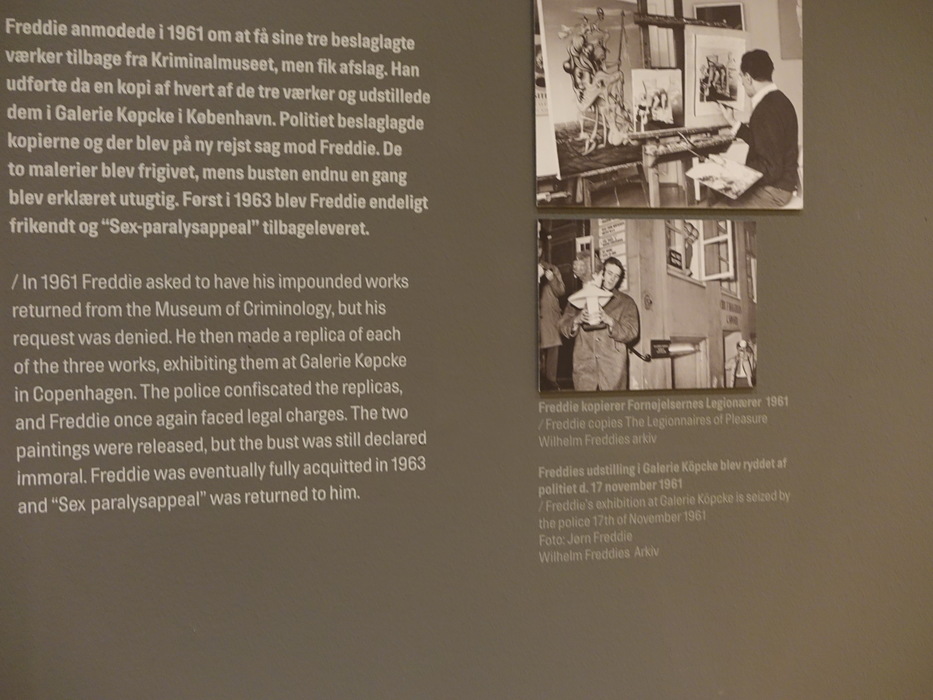 Freddie anmodede i 1961 om at få sine tre beslaglagte
værker tilbage fra Kriminalmuseet, men fik afslag. Han
udførte da en kopi af hvert af de tre værker og udstillede
dem i Galerie Køpcke i København. Politiet beslaglagde
kopierne og der blev på ny rejst sag mod Freddie. De
to malerier blev frigivet, mens busten endnu en gang
blev erklæret utugtig. Først i 1963 blev Freddie endeligt
frikendt og “Sex-paralysappeal” tilbageleveret.
/ In 1961 Freddie asked to have his impounded works
returned from the Museum of Criminology, but his
request was denied. He then made a replica of each
of the three works, exhibiting them at Galerie Køpcke
in Copenhagen. The police confiscated the replicas,
and Freddie once again faced legal charges. The two
paintings were released, but the bust was still declared
immoral. Freddie was eventually fully acquitted in 1963
and “Sex paralysappeal” was returned to him.
Freddie kopierer Fornøjelsernes Legionærer 1961
/ Freddie copies The Legionnaires of Pleasure
Wilhelm Freddies arkiv
Freddies udstilling i Galerie Köpcke blev ryddet af
politiet d. 17 november 1961
/ Freddie's exhibition at Galerie Köpcke is seized by
the police 17th of November 1961
Foto: Jørn Freddie
Wilhelm Freddies Arkiv